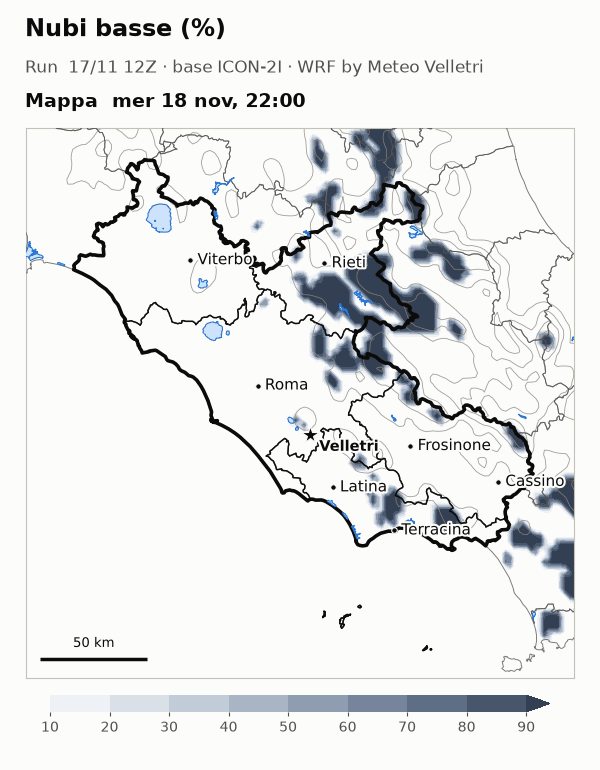 Nubi basse (%)
Run 17/11 12Z · base ICON-2I · WRF by Meteo Velletri
Mappa mer 18 nov, 22:00
Viterbo
Rieti
Roma
Velletri
Frosinone
Latina
Cassino
Terracina
50 km
10 20 30 40 50 60 70 80 90